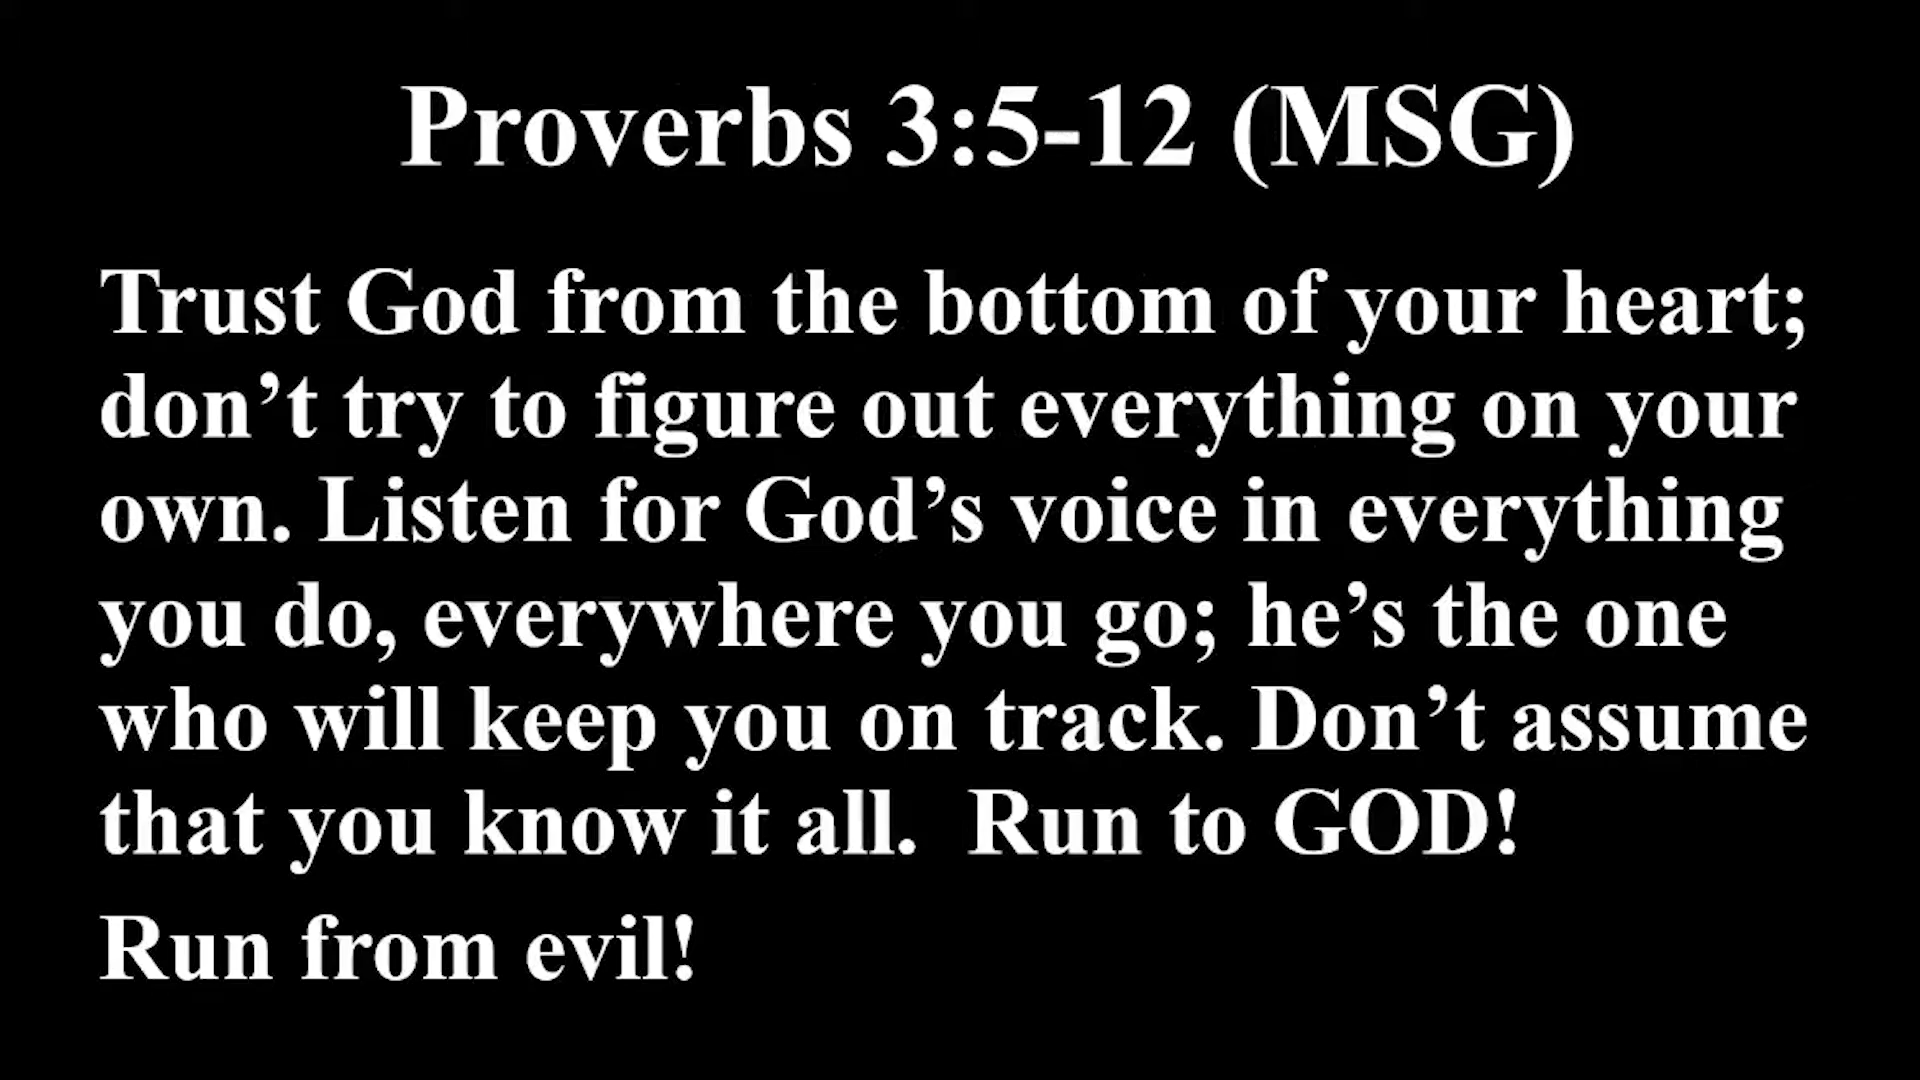 Proverbs 3:5-12 (MSG)
Trust God from the bottom of your heart;
don’t try to figure out everything on your
own. Listen for God’s voice in everything
you do, everywhere you go; he’s the one
who will keep you on track. Don’t assume
that you know it all.  Run to GOD!
Run from evil!